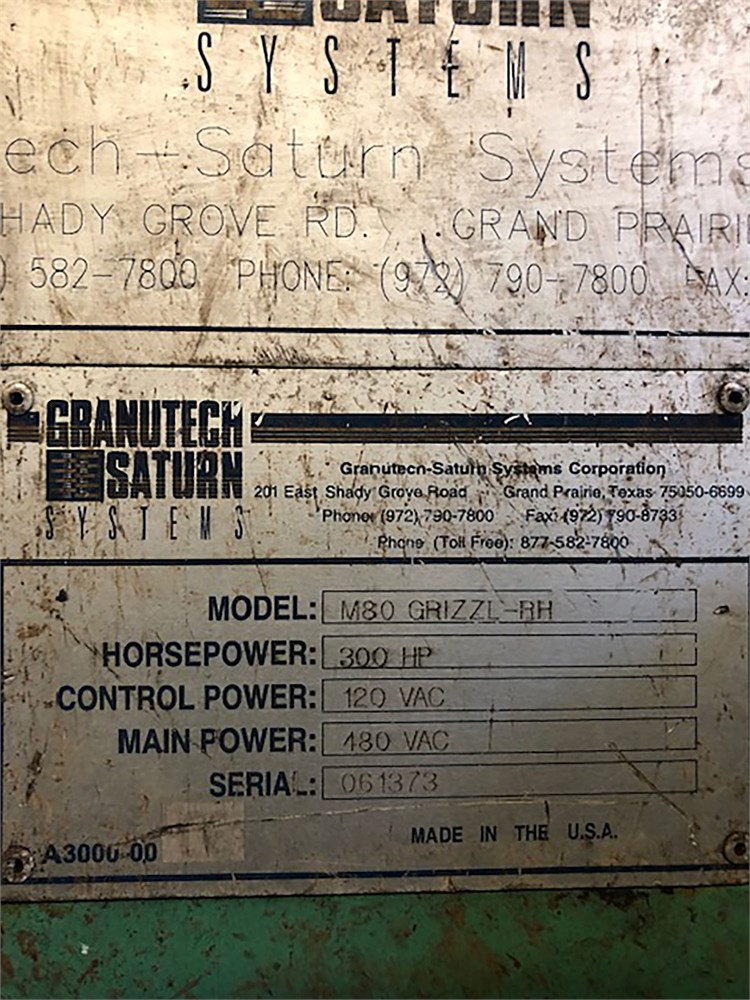 SATURN
SYSTEMS
ech-Saturn Systems
HADY GROVE RD. GRAND PRAIRI
) 582-7800 PHONE: (972) 790-7800 FAX:
GRANUTECH
SATURN
SYSTEMS
Granutech-Saturn Systems Corporation
201 East Shady Grove Road Grand Prairie, Texas 75050-6699
Phone: (972) 790-7800 Fax: (972) 790-8733
Phone (Toll Free): 877-582-7800
MODEL: M80 GRIZZL-RH
HORSEPOWER: 300 HP
CONTROL POWER: 120 VAC
MAIN POWER: 480 VAC
SERIAL: 061373
MADE IN THE U.S.A.
A3000-00